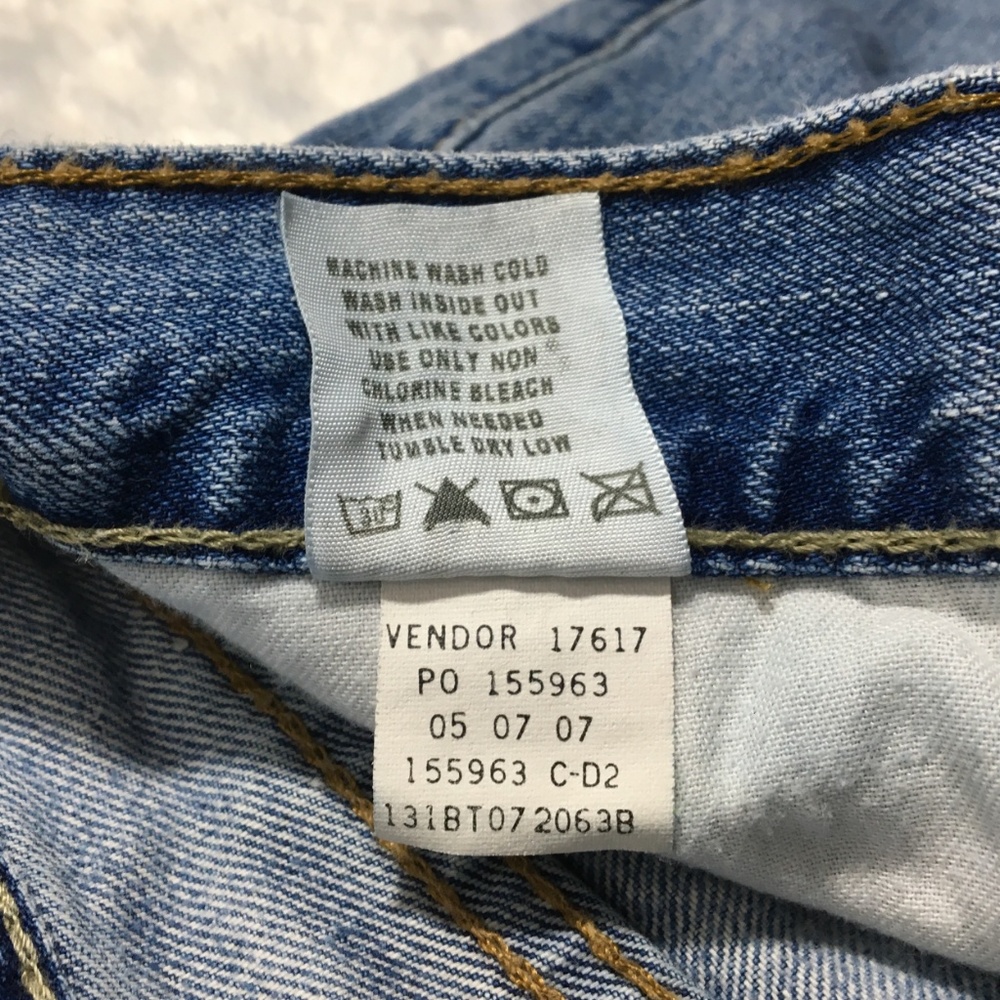 MACHINE WASH COLD
WASH INSIDE OUT
WITH LIKE COLORS
USE ONLY NON
CHLORINE BLEACH
WHEN NEEDED
TUMBLE DRY LOW
30°
VENDOR 17617
PO 155963
05 07 07
155963 C-D2
131BT072063B